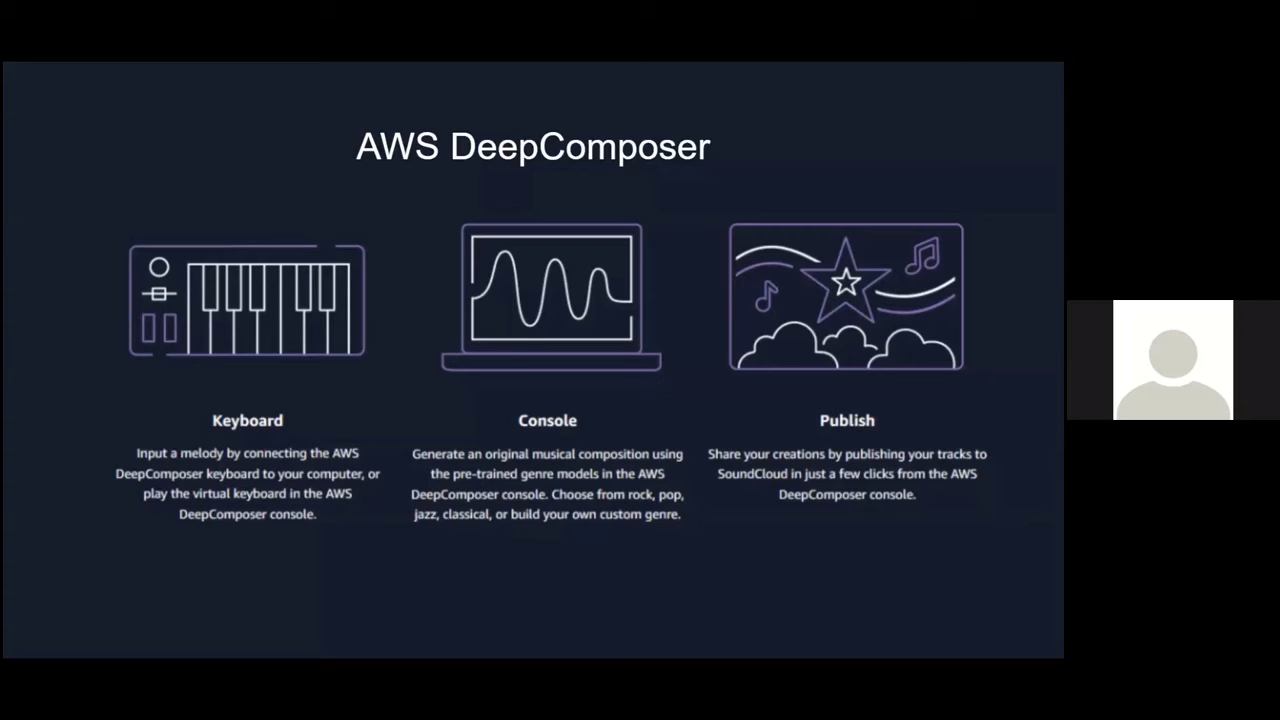 AWS DeepComposer
Keyboard
Input a melody by connecting the AWS
DeepComposer keyboard to your computer, or
play the virtual keyboard in the AWS
DeepComposer console.
Console
Generate an original musical composition using
the pre-trained genre models in the AWS
DeepComposer console. Choose from rock, pop,
jazz, classical, or build your own custom genre.
Publish
Share your creations by publishing your tracks to
SoundCloud in just a few clicks from the AWS
DeepComposer console.